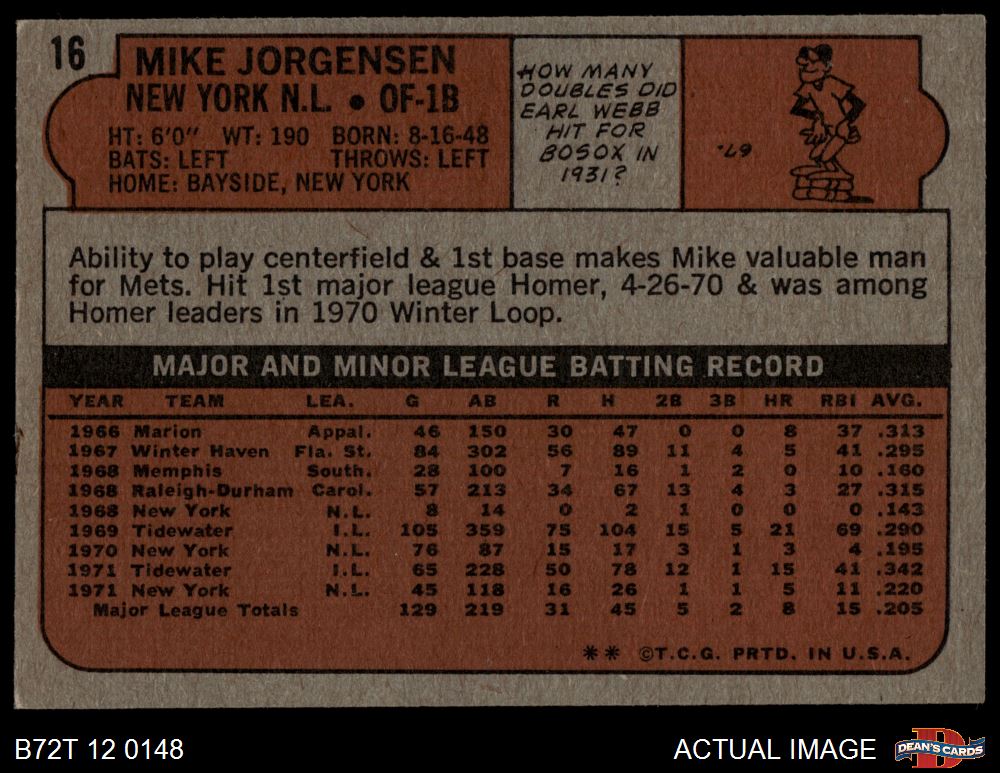 16
MIKE JORGENSEN
NEW YORK N.L. • OF-1B
HT: 6'0" WT: 190 BORN: 8-16-48
BATS: LEFT THROWS: LEFT
HOME: BAYSIDE, NEW YORK
HOW MANY
DOUBLES DID
EARL WEBB
HIT FOR
BOSOX IN
1931?
67.
Ability to play centerfield & 1st base makes Mike valuable man
for Mets. Hit 1st major league Homer, 4-26-70 & was among
Homer leaders in 1970 Winter Loop.
MAJOR AND MINOR LEAGUE BATTING RECORD
YEAR TEAM LEA. G AB R H 2B 3B HR RBI AVG.
1966 Marion Appal. 46 150 30 47 0 0 8 37 .313
1967 Winter Haven Fla. St. 84 302 56 89 11 4 5 41 .295
1968 Memphis South. 28 100 7 16 1 2 0 10 .160
1968 Raleigh-Durham Carol. 57 213 34 67 13 4 3 27 .315
1968 New York N.L. 8 14 0 2 1 0 0 0 .143
1969 Tidewater I.L. 105 359 75 104 15 5 21 69 .290
1970 New York N.L. 76 87 15 17 3 1 3 4 .195
1971 Tidewater I.L. 65 228 50 78 12 1 15 41 .342
1971 New York N.L. 45 118 16 26 1 1 5 11 .220
Major League Totals 129 219 31 45 5 2 8 15 .205
** ©T.C.G. PRTD. IN U.S.A.
B72T 12 0148
ACTUAL IMAGE
DEAN'S CARDS